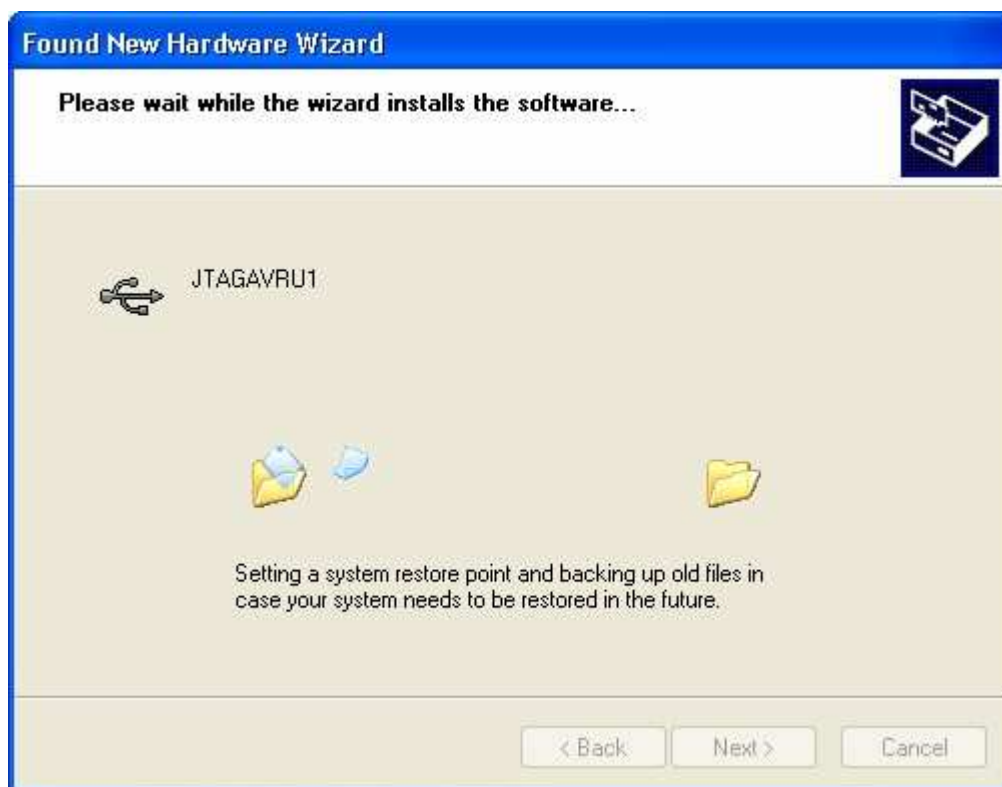 Found New Hardware Wizard
Please wait while the wizard installs the software...
JTAGAVRU1
Setting a system restore point and backing up old files in
case your system needs to be restored in the future.
< Back
Next >
Cancel